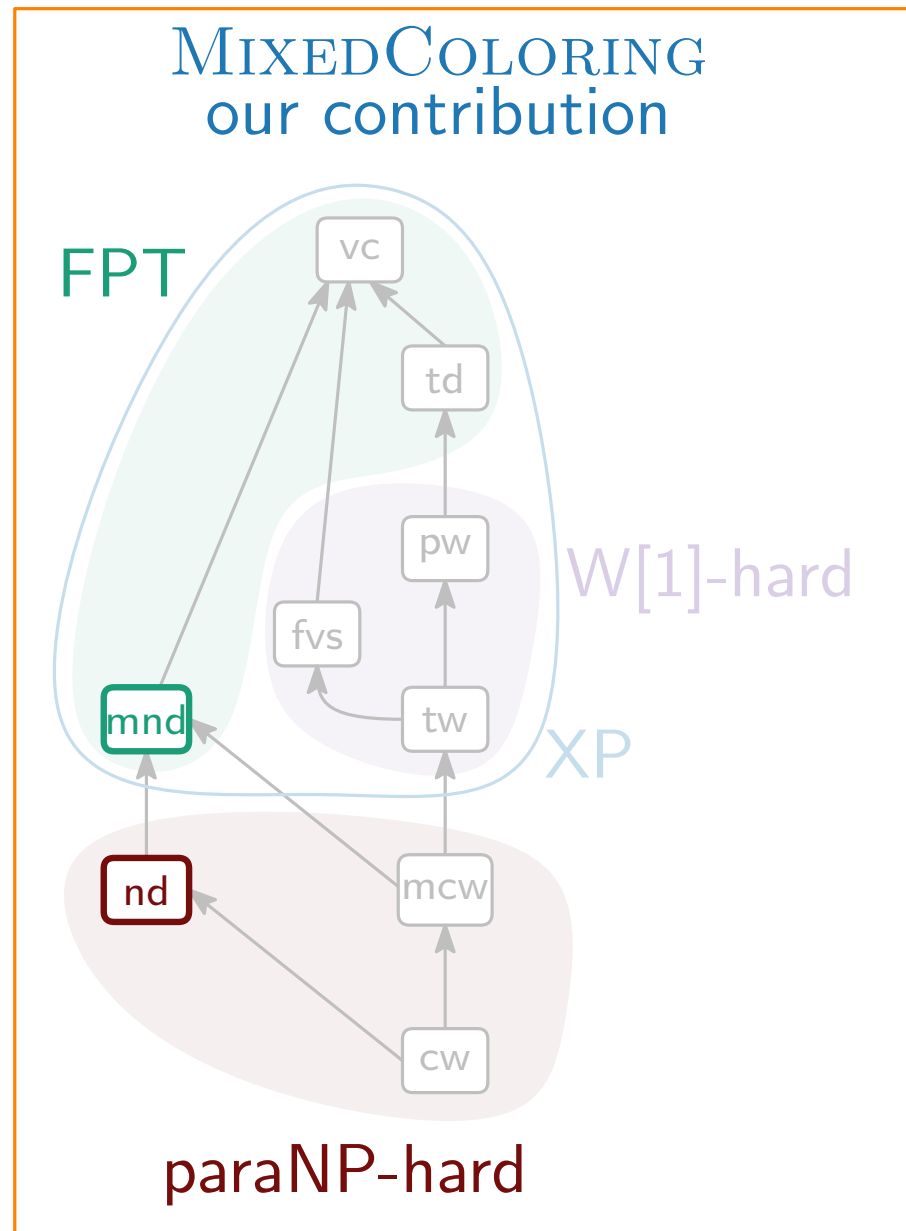 MIXEDCOLORING
our contribution
vc
FPT
td
pw
W[1]-hard
fvs
mnd
tw
XP
nd
mcw
cw
paraNP-hard